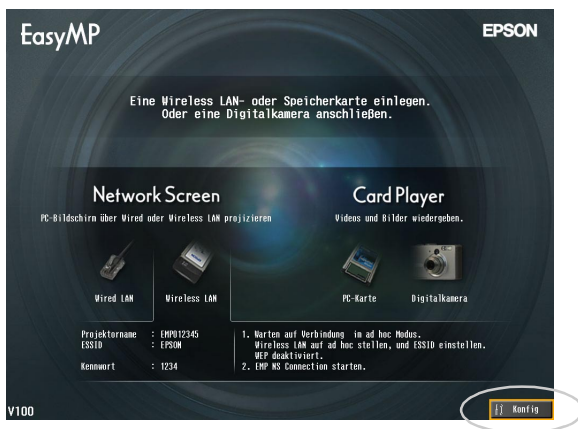 EasyMP
EPSON
Eine Wireless LAN- oder Speicherkarte einlegen.
Oder eine Digitalkamera anschließen.
Network Screen
PC-Bildschirm über Wired oder Wireless LAN projizieren
Wired LAN
Wireless LAN
Card Player
Videos und Bilder wiedergeben.
PC-Karte
Digitalkamera
Projektorname : EMP012345
ESSID : EPSON
Kennwort : 1234
1. Warten auf Verbindung in ad hoc Modus.
Wireless LAN auf ad hoc stellen, und ESSID einstellen.
WEP deaktiviert.
2. EMP NS Connection starten.
V100
Konfig